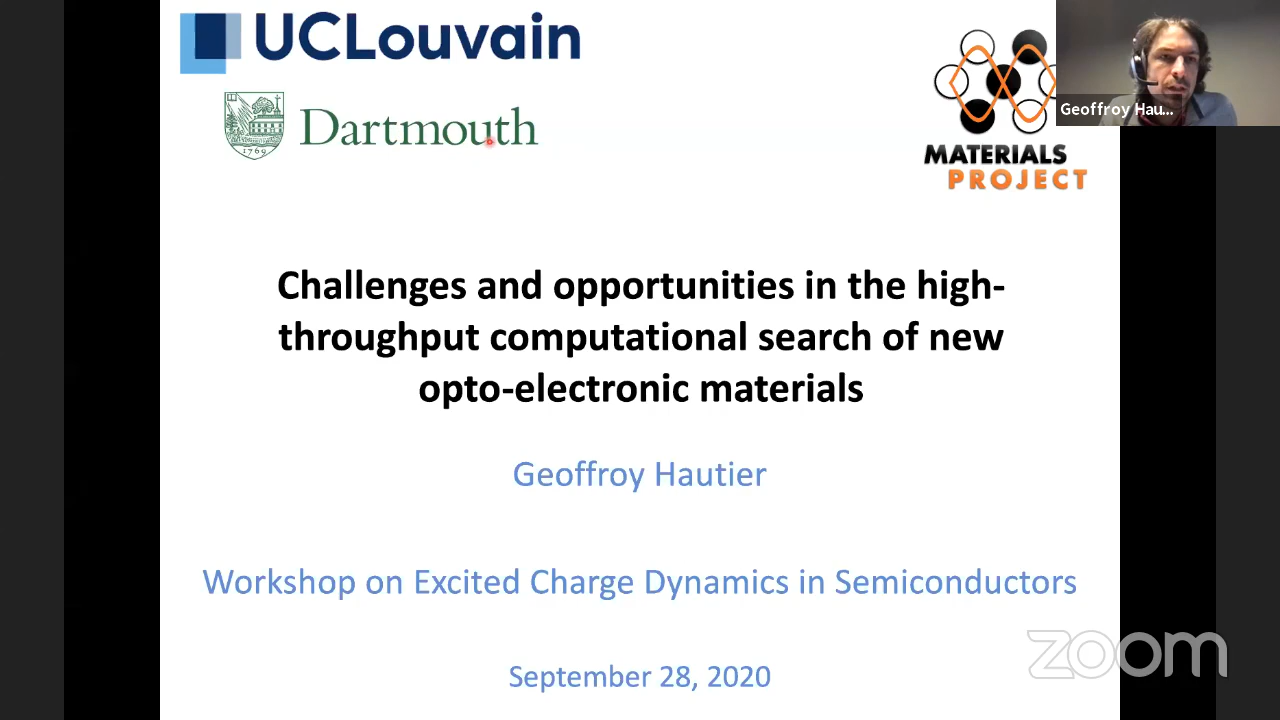 UCLouvain
Dartmouth
1769
MATERIALS
PROJECT
Geoffroy Hau...
Challenges and opportunities in the high-
throughput computational search of new
opto-electronic materials
Geoffroy Hautier
Workshop on Excited Charge Dynamics in Semiconductors
zoom
September 28, 2020